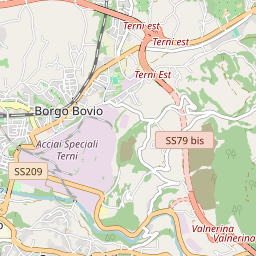 Terni est
Terni est
Terni Est
Borgo Bovio
Acciai Speciali
Terni
SS79 bis
SS209
Valnerina
Valnerina